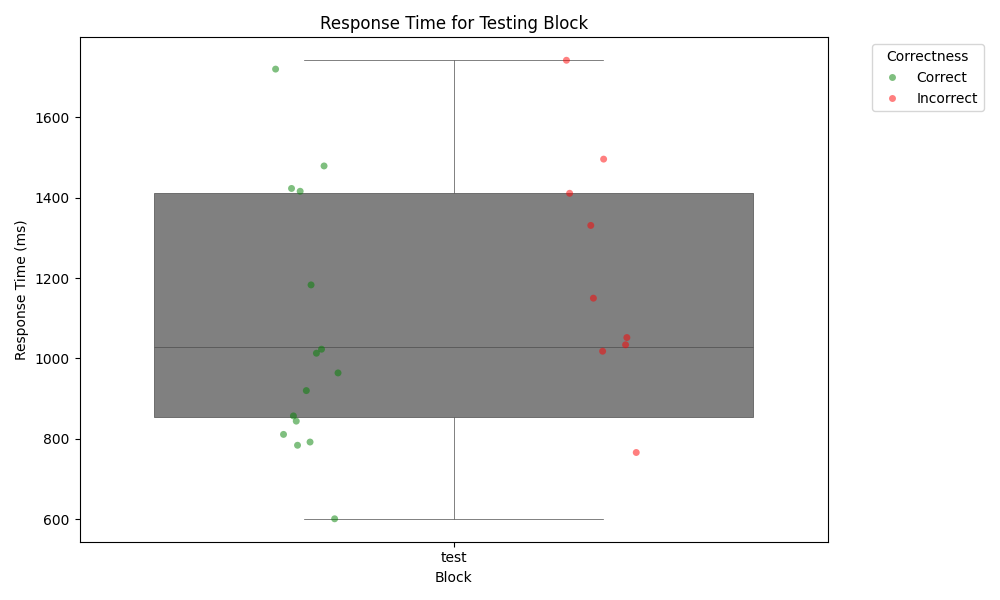 Response Time for Testing Block
Correctness
Correct
Incorrect
Response Time (ms)
1600
1400
1200
1000
800
600
test
Block